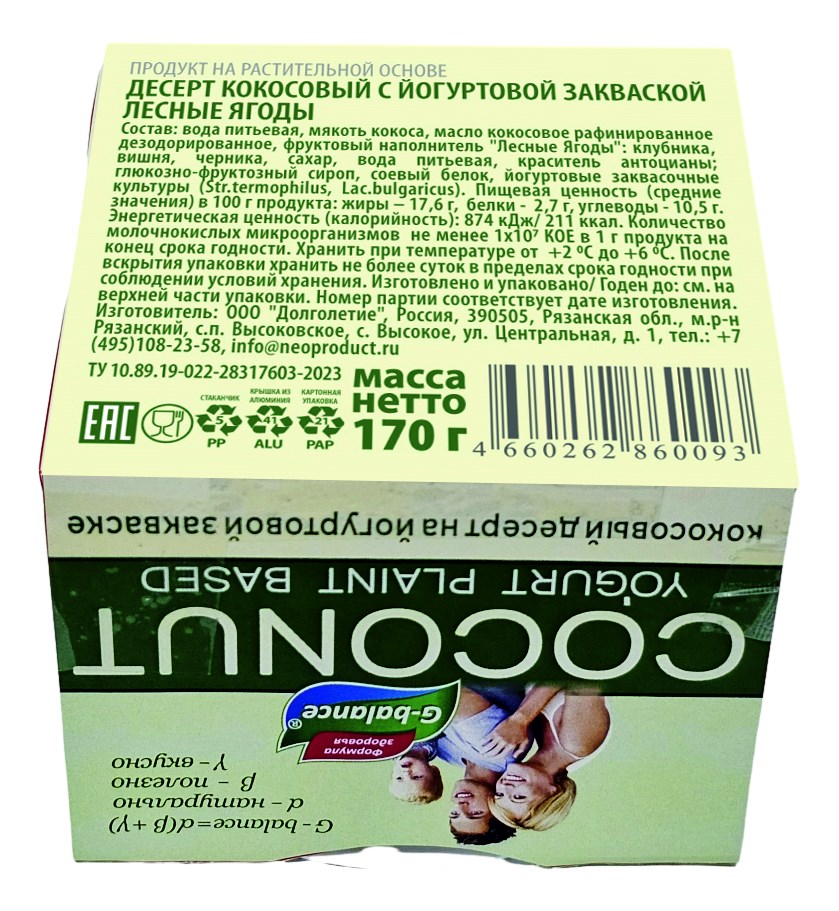 ПРОДУКТ НА РАСТИТЕЛЬНОЙ ОСНОВЕ
ДЕСЕРТ КОКОСОВЫЙ С ЙОГУРТОВОЙ ЗАКВАСКОЙ
ЛЕСНЫЕ ЯГОДЫ
Состав: вода питьевая, мякоть кокоса, масло кокосовое рафинированное
дезодорированное, фруктовый наполнитель "Лесные Ягоды": клубника,
вишня, черника, сахар, вода питьевая, краситель антоцианы;
глюкозно-фруктозный сироп, соевый белок, йогуртовые заквасочные
культуры (Str.termophilus, Lac.bulgaricus). Пищевая ценность (средние
значения) в 100 г продукта: жиры – 17,6 г, белки - 2,7 г, углеводы - 10,5 г.
Энергетическая ценность (калорийность): 874 кДж/ 211 ккал. Количество
молочнокислых микроорганизмов не менее 1х10⁷ КОЕ в 1 г продукта на
конец срока годности. Хранить при температуре от +2 ⁰С до +6 ⁰С. После
вскрытия упаковки хранить не более суток в пределах срока годности при
соблюдении условий хранения. Изготовлено и упаковано/ Годен до: см. на
верхней части упаковки. Номер партии соответствует дате изготовления.
Изготовитель: ООО "Долголетие", Россия, 390505, Рязанская обл., м.р-н
Рязанский, с.п. Высоковское, с. Высокое, ул. Центральная, д. 1, тел.: +7
(495)108-23-58, info@neoproduct.ru
ТУ 10.89.19-022-28317603-2023
масса
нетто
170 г
EAC
СТАКАНЧИК
5
PP
КРЫШКА ИЗ
АЛЮМИНИЯ
41
ALU
КАРТОННАЯ
УПАКОВКА
21
PAP
4 660262 860093
кокосовый десерт на йогуртовой закваске
YOGURT PLAINT BASED
COCONUT
G-balance®
Формула
здоровья
G - balance=α(β+γ)
α - натурально
β - полезно
γ - вкусно